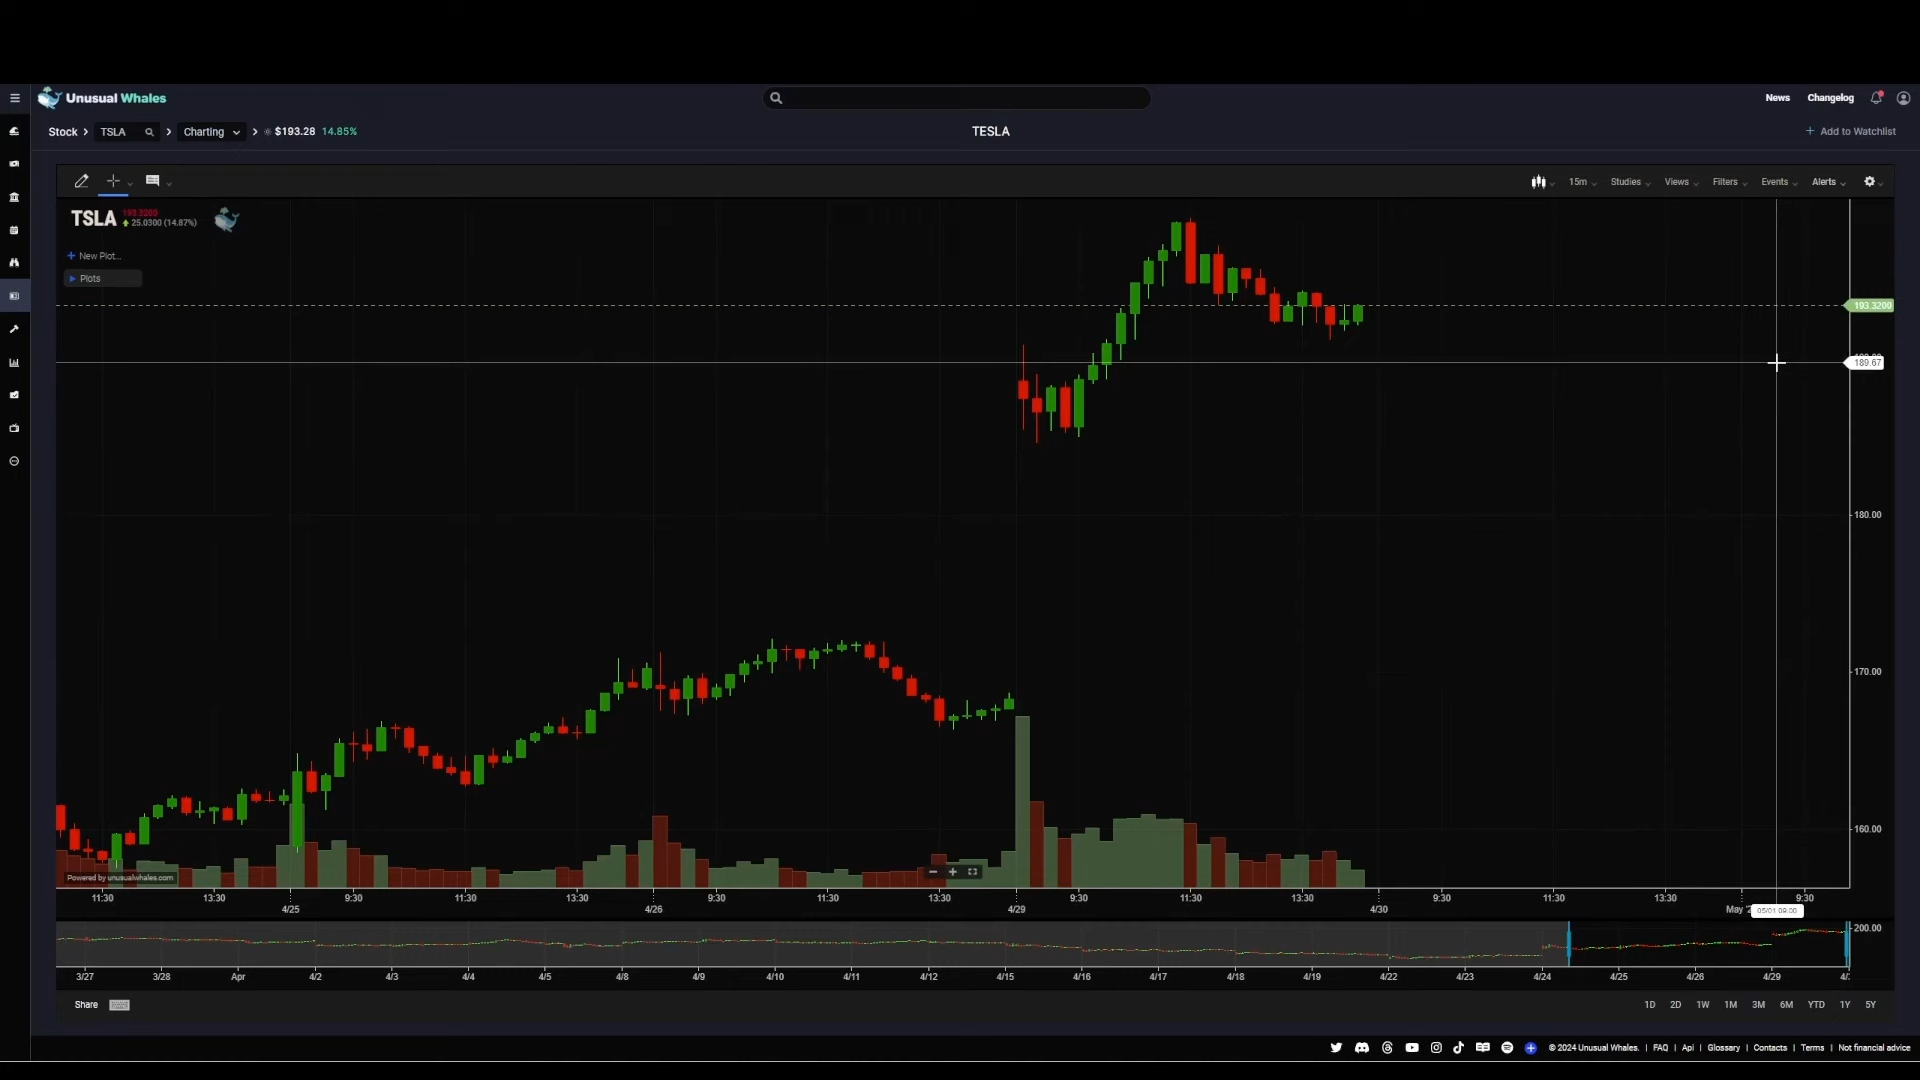 Unusual Whales
News
Changelog
Stock
TSLA
Charting
$193.28 14.85%
TESLA
+ Add to Watchlist
15m
Studies
Views
Filters
Events
Alerts
TSLA
193.3200
25.0300 (14.87%)
+ New Plot...
Plots
193.3200
189.67
180.00
170.00
160.00
Powered by unusualwhales.com
11:30 13:30 9:30 11:30 13:30 9:30 11:30 13:30 9:30 11:30 13:30 9:30 11:30 13:30 9:30
4/25 4/26 4/29 4/30 May
05/01 09:00
200.00
3/27 3/28 Apr 4/2 4/3 4/4 4/5 4/8 4/9 4/10 4/11 4/12 4/15 4/16 4/17 4/18 4/19 4/22 4/23 4/24 4/25 4/26 4/29
Share
1D 2D 1W 1M 3M 6M YTD 1Y 5Y
© 2024 Unusual Whales. | FAQ | Api | Glossary | Contacts | Terms | Not financial advice